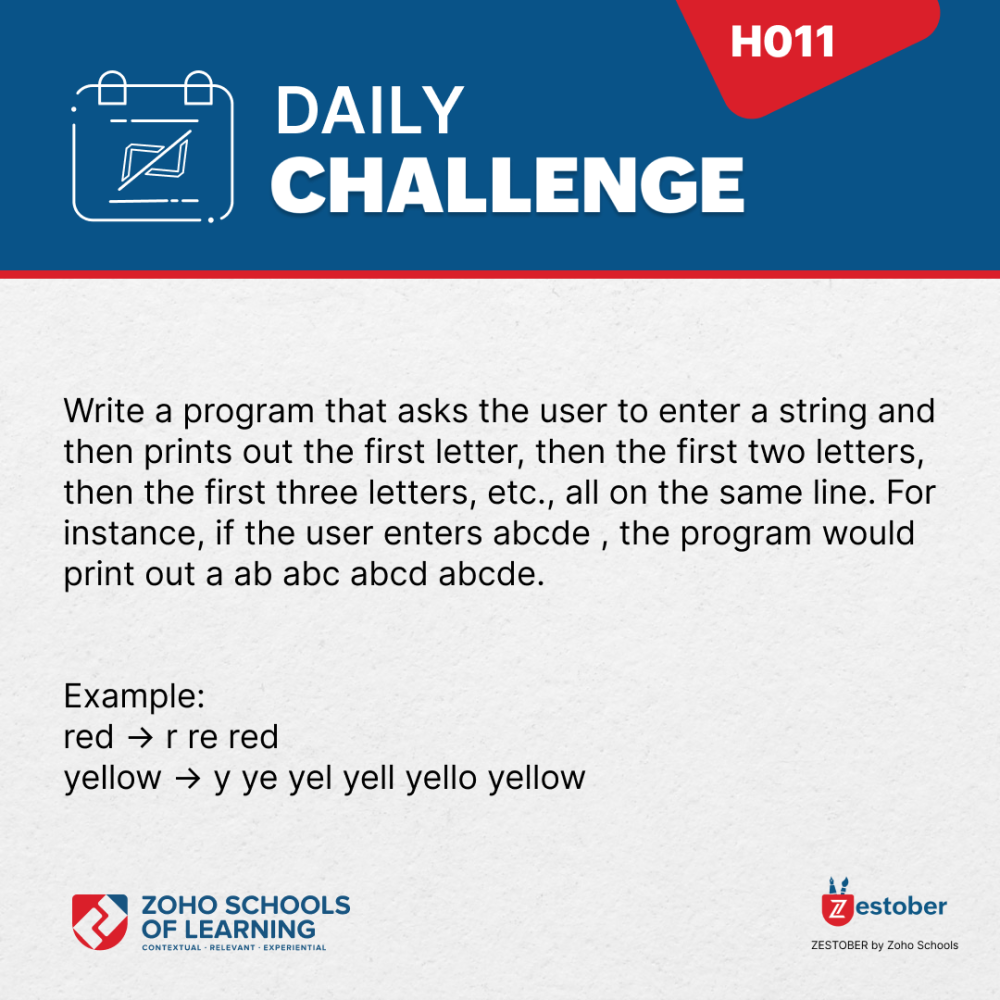 H011
DAILY
CHALLENGE
Write a program that asks the user to enter a string and
then prints out the first letter, then the first two letters,
then the first three letters, etc., all on the same line. For
instance, if the user enters abcde , the program would
print out a ab abc abcd abcde.
Example:
red → r re red
yellow → y ye yel yell yello yellow
ZOHO SCHOOLS
OF LEARNING
CONTEXTUAL · RELEVANT · EXPERIENTIAL
Zestober
ZESTOBER by Zoho Schools